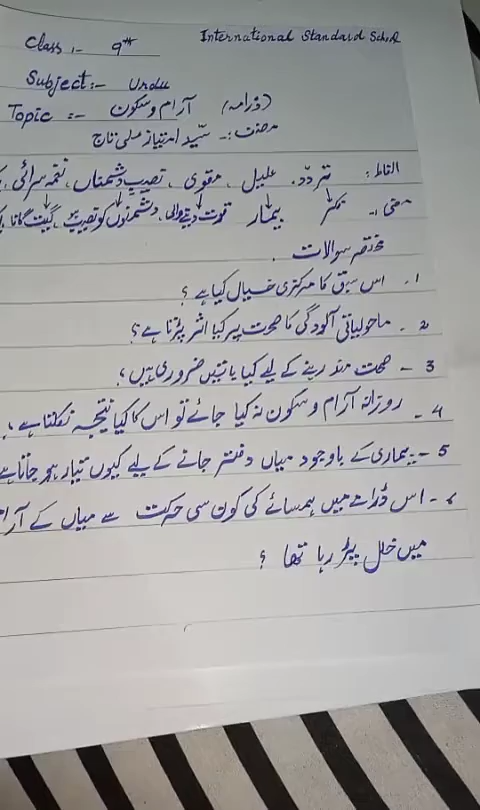 International Standard School
Class :- 9th
Subject:- Urdu
Topic :- آرام و سکون (ڈرامہ)
مصنف :- سیّد امتیاز علی تاج
الفاظ: تردّد، علیل، مقوی، نصیبِ دشمناں، نغمہ سرائی،
معنی :- فکر بیمار قوت دینے والی، دشمنوں کو نصیب ہو، گیت گانا،
مختصر سوالات
1. اس سبق کا مرکزی خیال کیا ہے ؟
2 - ماحولیاتی آلودگی کا صحت پر کیا اثر پڑتا ہے ؟
3 - صحت مند رہنے کے لیے کیا باتیں ضروری ہیں ؟
4 - روزانہ آرام و سکون نہ کیا جائے تو اس کا کیا نتیجہ نکلتا ہے ؟
5 - بیماری کے باوجود میاں دفتر جانے کے لیے کیوں تیار ہو جاتا ہے
- اس ڈرامے میں ہمسائے کی کون سی حرکت سے میاں کے
میں خلل پڑ رہا تھا ؟